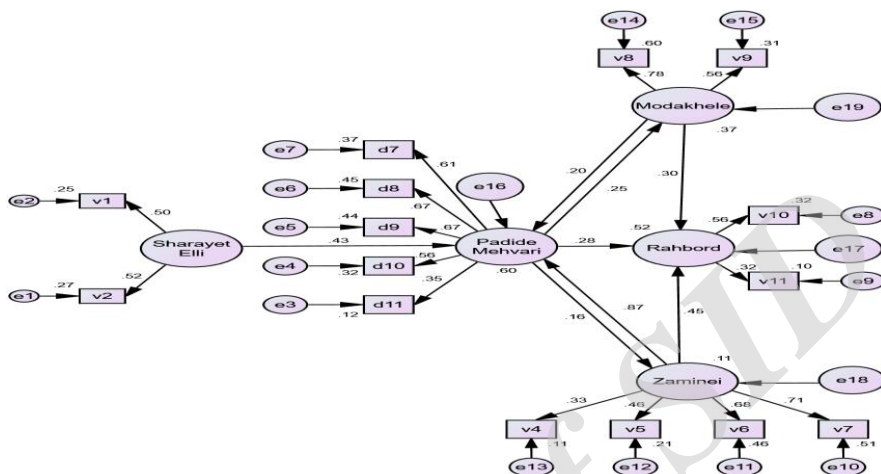 e14
e15
.60
.31
v8
v9
.78
.56
Modakhele
e19
.37
e7
.37
d7
.61
e16
.20
.25
.30
e6
.45
d8
.67
e2
.25
v1
.50
e5
.44
d9
.67
.32
v10
e8
.56
Sharayet
Elli
.43
Padide
Mehvari
.28
.52
Rahbord
e17
e4
.32
d10
.56
.60
.32
.10
v11
e9
.27
.52
e1
v2
e3
.12
d11
.35
.16
.87
.45
.11
Zaminei
e18
.33
.46
.68
.71
v4
v5
v6
v7
.11
.21
.46
.51
e13
e12
e11
e10
of SID